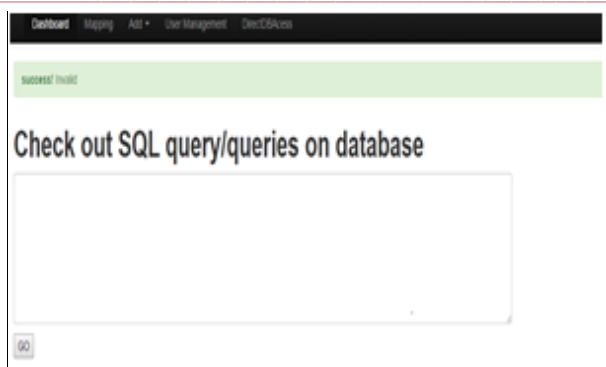 Dashboard Mapping Add User Management DirectDBAcess
success! Invalid
Check out SQL query/queries on database
GO